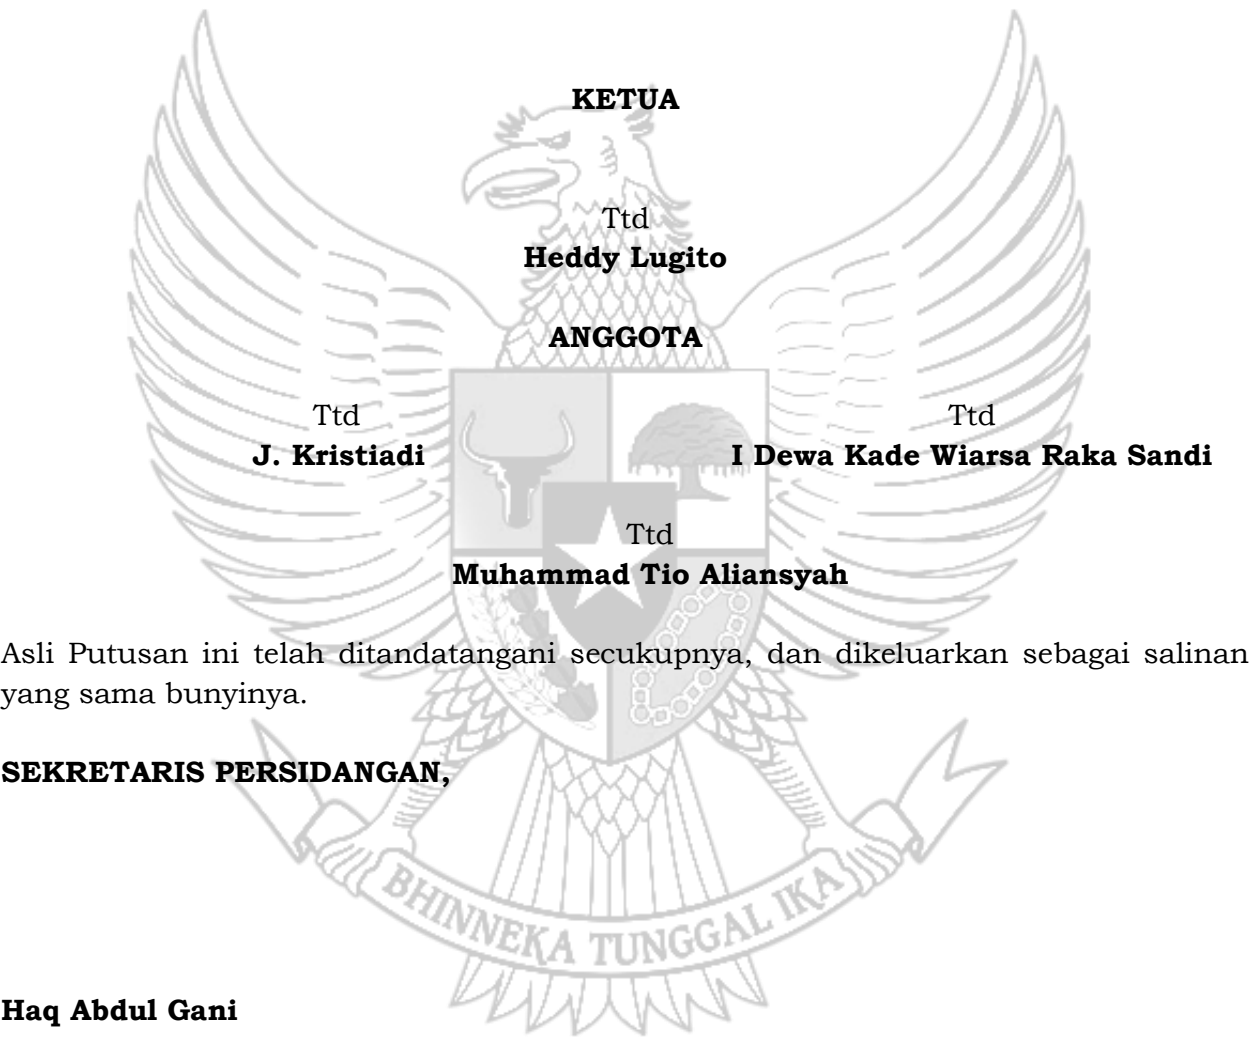 KETUA
Ttd
Heddy Lugito
ANGGOTA
Ttd Ttd
J. Kristiadi I Dewa Kade Wiarsa Raka Sandi
Ttd
Muhammad Tio Aliansyah
Asli Putusan ini telah ditandatangani secukupnya, dan dikeluarkan sebagai salinan
yang sama bunyinya.
SEKRETARIS PERSIDANGAN,
BHINNEKA TUNGGAL IKA
Haq Abdul Gani